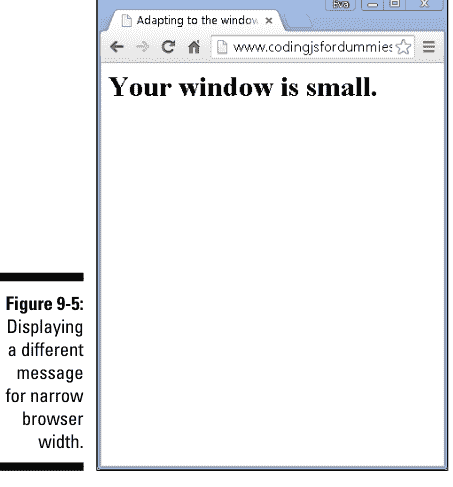 Eva
Adapting to the window
www.codingjsfordummies
Your window is small.
Figure 9-5:
Displaying
a different
message
for narrow
browser
width.